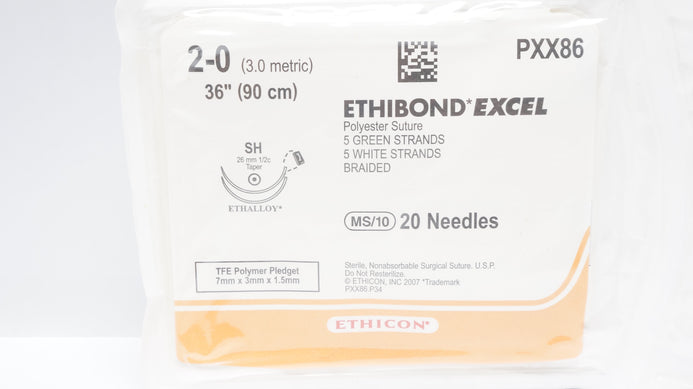 2-0 (3.0 metric)
36" (90 cm)
PXX86
ETHIBOND*EXCEL
Polyester Suture
5 GREEN STRANDS
5 WHITE STRANDS
BRAIDED
SH
26 mm 1/2c
Taper
ETHALLOY*
MS/10 20 Needles
TFE Polymer Pledget
7mm x 3mm x 1.5mm
Sterile, Nonabsorbable Surgical Suture. U.S.P.
Do Not Resterilize.
© ETHICON, INC 2007 *Trademark
PXX86.P34
ETHICON*